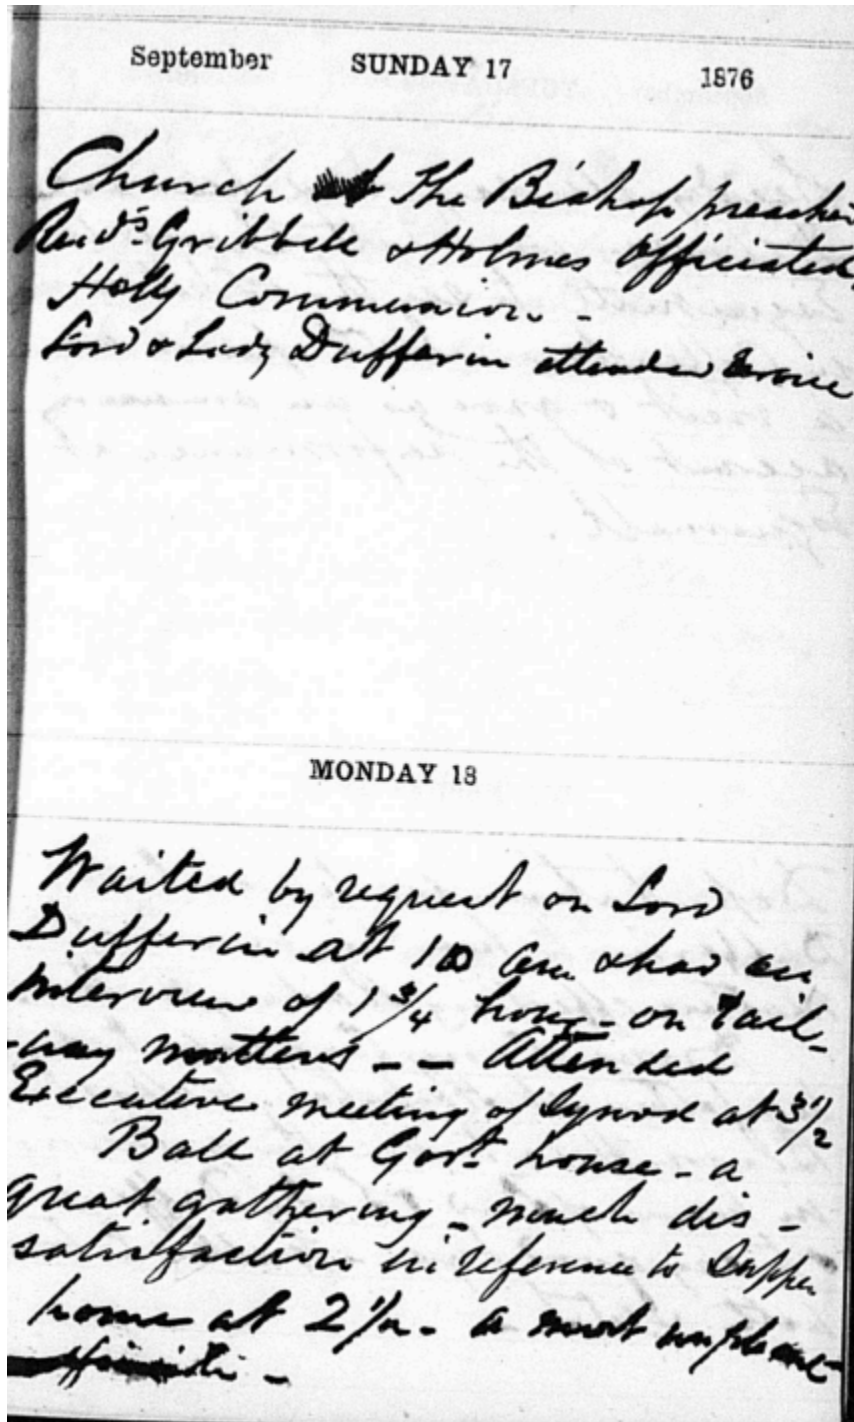 September SUNDAY 17 1876
Church The Bishop preached
Revds. Gribbell & Holmes Officiated
Holy Communion -
Lord & Lady Dufferin attended Service
MONDAY 18
Waited by request on Lord
Dufferin at 10 am & had an
interview of 1 3/4 hour - on rail-
-way matters - - Attended
Executive meeting of Synod at 3 1/2
Ball at Govt. house - a
great gathering - much dis -
satisfaction in reference to Supper
home at 2 1/2 - a most unpleasant